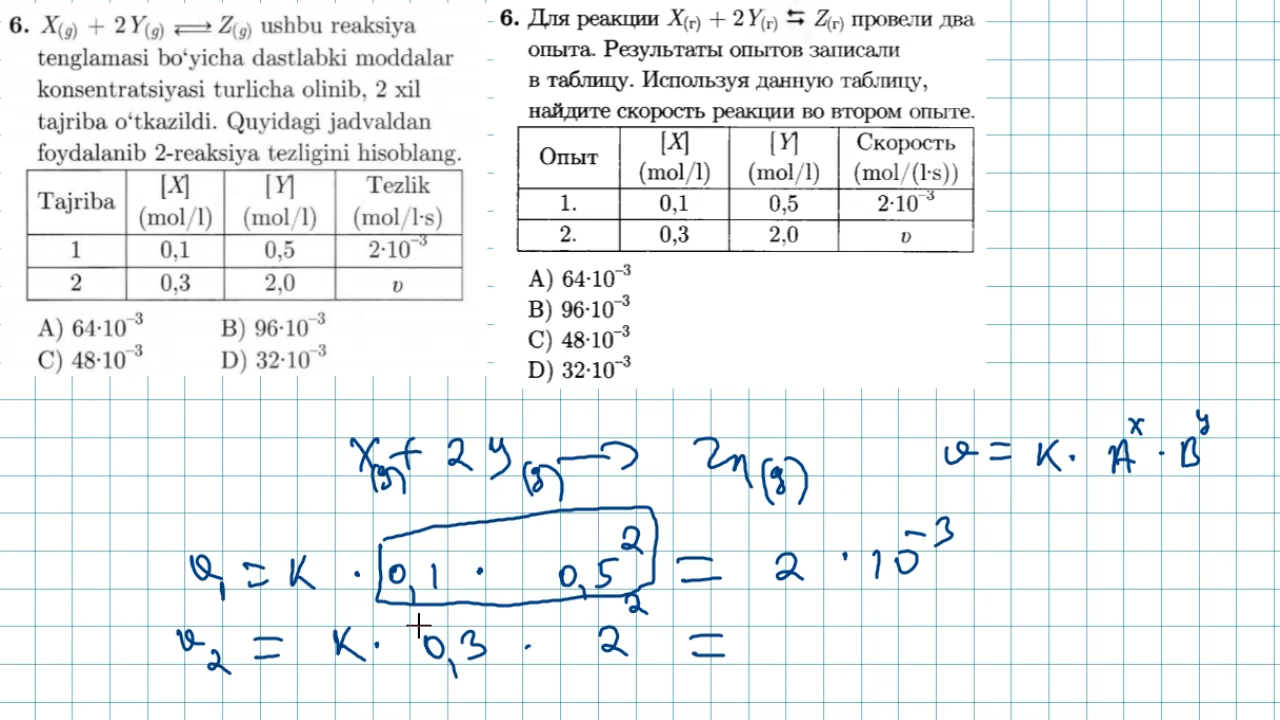 6. X(g) + 2Y(g) ⇌ Z(g) ushbu reaksiya
tenglamasi bo‘yicha dastlabki moddalar
konsentratsiyasi turlicha olinib, 2 xil
tajriba o‘tkazildi. Quyidagi jadvaldan
foydalanib 2-reaksiya tezligini hisoblang.
Tajriba [X] (mol/l) [Y] (mol/l) Tezlik (mol/l·s)
1 0,1 0,5 2·10⁻³
2 0,3 2,0 υ
A) 64·10⁻³ B) 96·10⁻³
C) 48·10⁻³ D) 32·10⁻³
6. Для реакции X(г) + 2Y(г) ⇆ Z(г) провели два
опыта. Результаты опытов записали
в таблицу. Используя данную таблицу,
найдите скорость реакции во втором опыте.
Опыт [X] (mol/l) [Y] (mol/l) Скорость (mol/(l·s))
1. 0,1 0,5 2·10⁻³
2. 0,3 2,0 υ
A) 64·10⁻³
B) 96·10⁻³
C) 48·10⁻³
D) 32·10⁻³
X(g) + 2Y(g) → Zn(g) υ = K · Aˣ · Bʸ
υ₁ = K · 0,1 · 0,5² = 2 · 10⁻³
υ₂ = K · 0,3 · 2² =